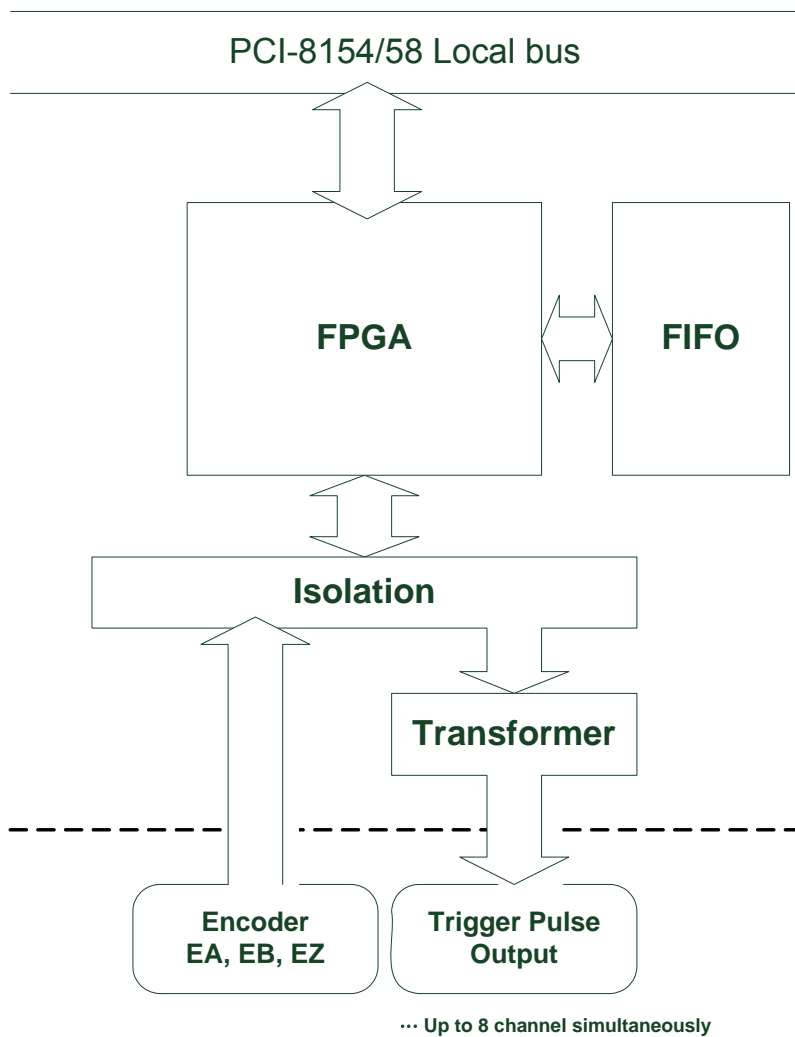 PCI-8154/58 Local bus
FPGA
FIFO
Isolation
Transformer
Encoder
EA, EB, EZ
Trigger Pulse
Output
··· Up to 8 channel simultaneously